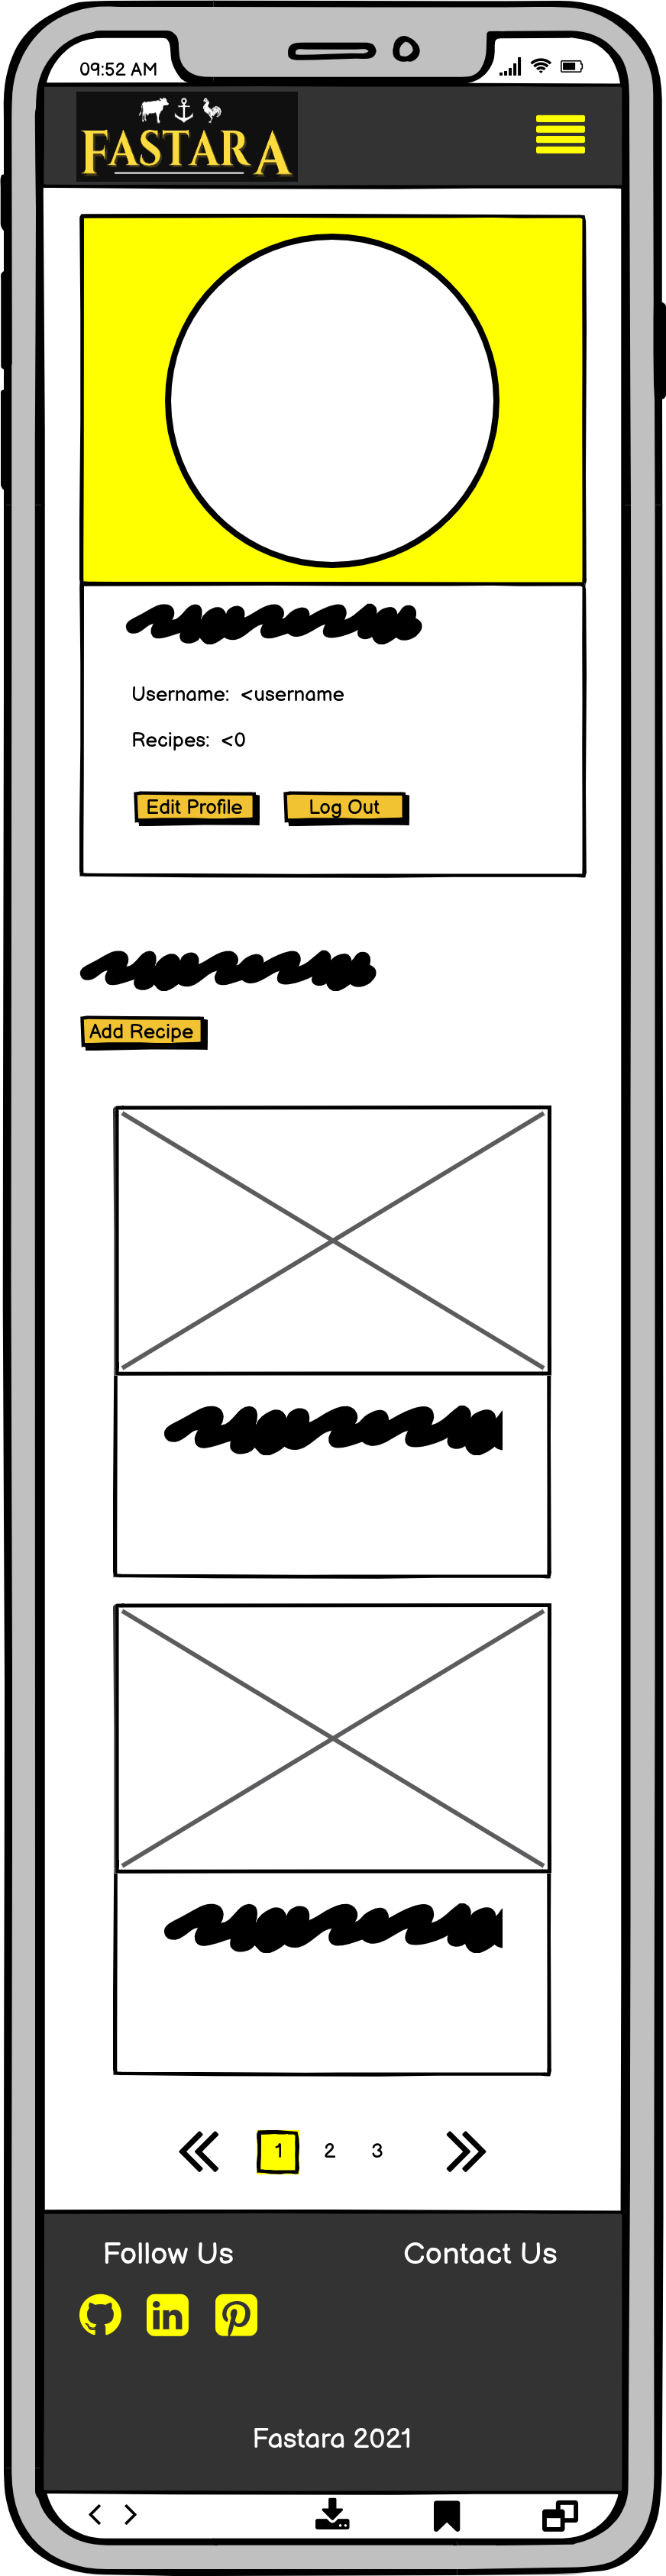 09:52 AM
FASTARA
Username: <username
Recipes: <0
Edit Profile Log Out
Add Recipe
1 2 3
Follow Us Contact Us
Fastara 2021